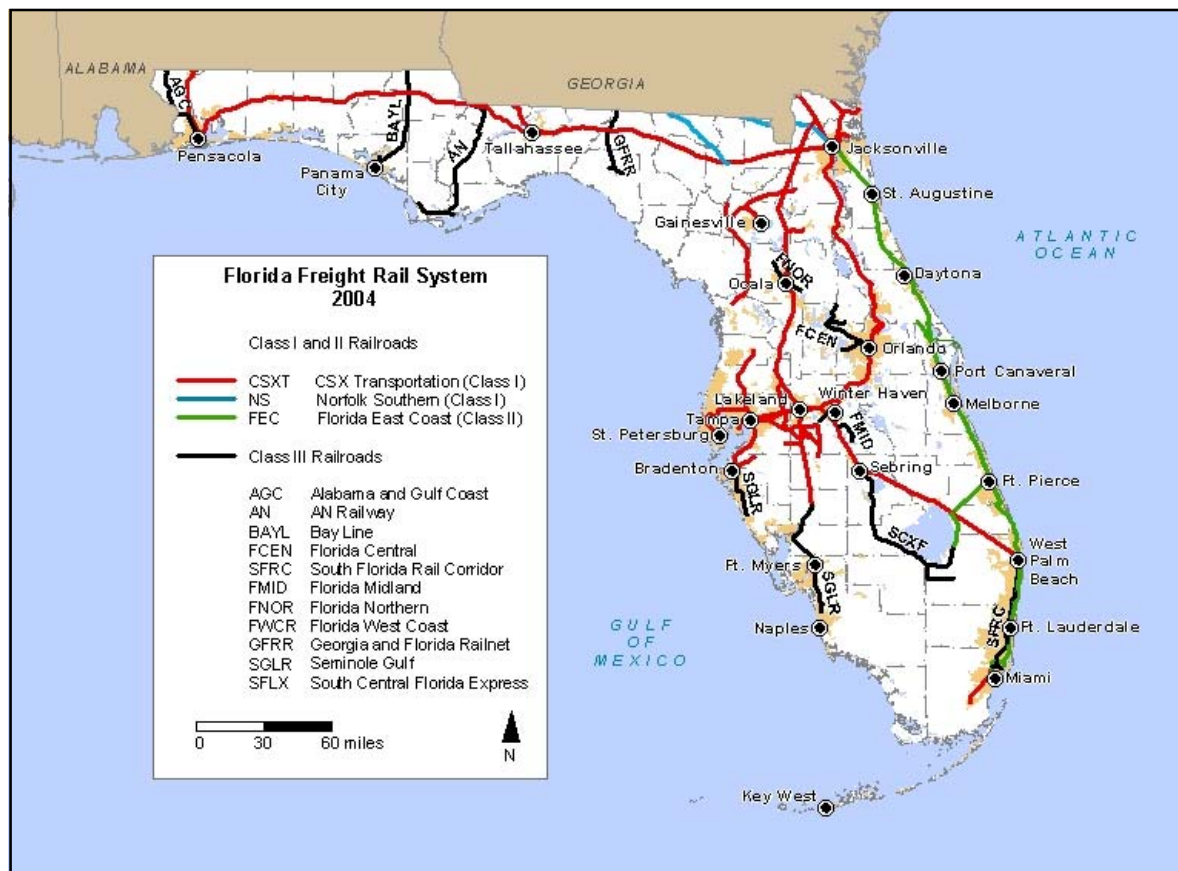 ALABAMA
GEORGIA
AGC
BAYL
AN
GFRR
Pensacola
Panama
City
Tallahassee
Jacksonville
St. Augustine
Gainesville
ATLANTIC
OCEAN
FNOR
Ocala
Daytona
FCEN
Orlando
Port Canaveral
Lakeland
Winter Haven
Melborne
Tampa
FMID
St. Petersburg
Bradenton
Sebring
Ft. Pierce
SGLR
SCXF
West
Palm
Beach
Ft. Myers
SGLR
Naples
SFRC
Ft. Lauderdale
Miami
GULF
OF
MEXICO
Key West
Florida Freight Rail System
2004
Class I and II Railroads
CSXT CSX Transportation (Class I)
NS Norfolk Southern (Class I)
FEC Florida East Coast (Class II)
Class III Railroads
AGC Alabama and Gulf Coast
AN AN Railway
BAYL Bay Line
FCEN Florida Central
SFRC South Florida Rail Corridor
FMID Florida Midland
FNOR Florida Northern
FWCR Florida West Coast
GFRR Georgia and Florida Railnet
SGLR Seminole Gulf
SFLX South Central Florida Express
0 30 60 miles
N